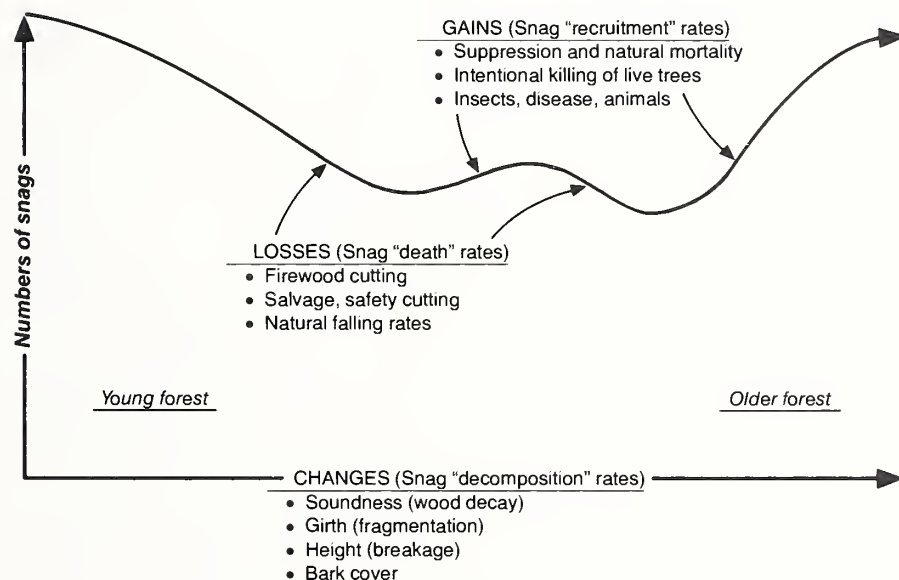 GAINS (Snag “recruitment” rates)
• Suppression and natural mortality
• Intentional killing of live trees
• Insects, disease, animals
Numbers of snags
LOSSES (Snag “death” rates)
• Firewood cutting
• Salvage, safety cutting
• Natural falling rates
Young forest
Older forest
CHANGES (Snag “decomposition” rates)
• Soundness (wood decay)
• Girth (fragmentation)
• Height (breakage)
• Bark cover